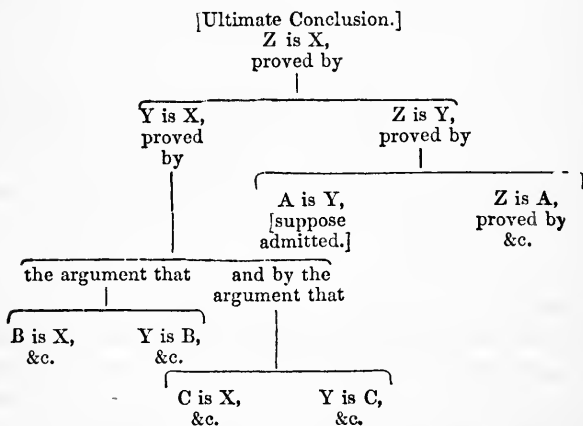 [Ultimate Conclusion.]
Z is X,
proved by
Y is X,
proved
by
Z is Y,
proved by
A is Y,
[suppose
admitted.]
Z is A,
proved by
&c.
the argument that
and by the
argument that
B is X,
&c.
Y is B,
&c.
C is X,
&c.
Y is C,
&c.